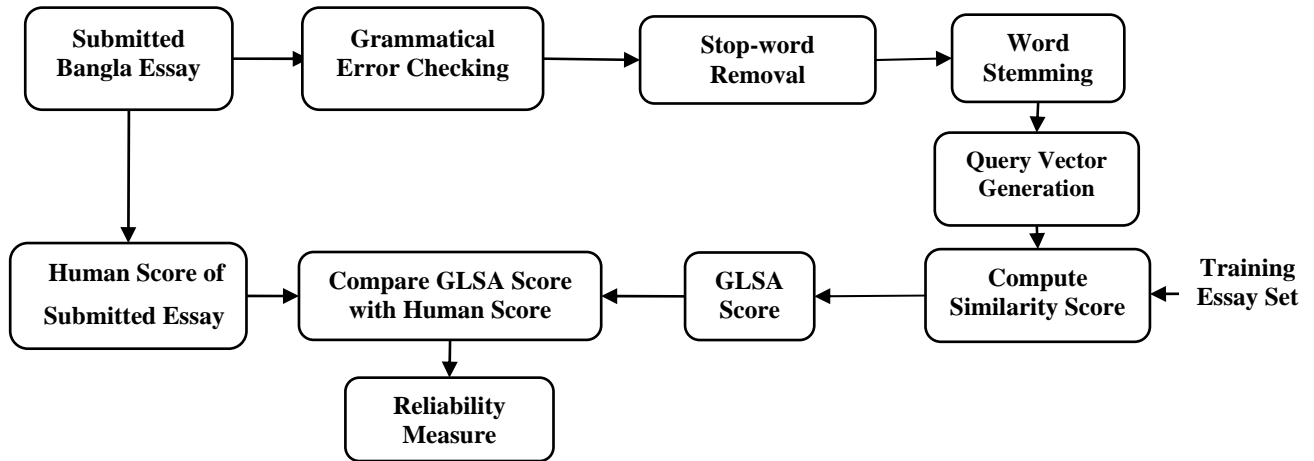 Submitted
Bangla Essay
Grammatical
Error Checking
Stop-word
Removal
Word
Stemming
Query Vector
Generation
Human Score of
Submitted Essay
Compare GLSA Score
with Human Score
GLSA
Score
Compute
Similarity Score
Training
Essay Set
Reliability
Measure